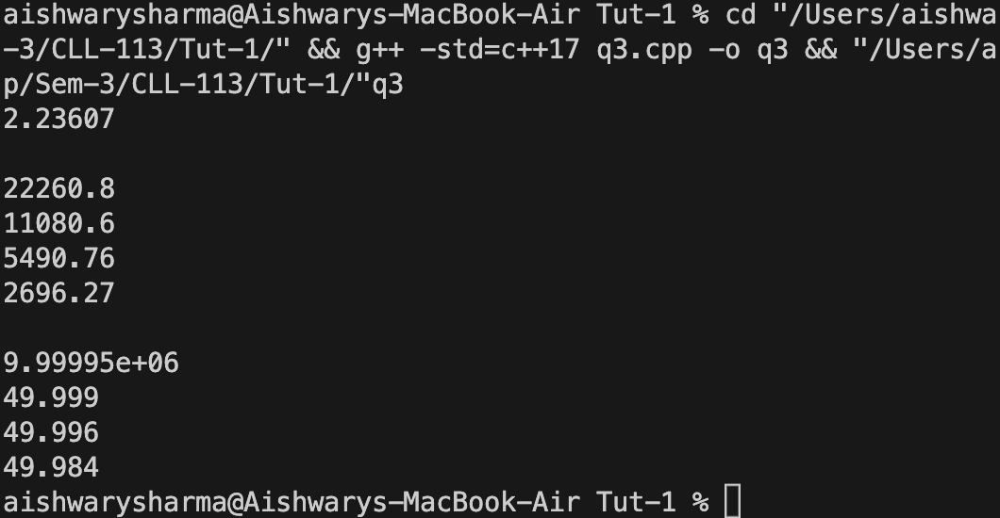 aishwarysharma@Aishwarys-MacBook-Air Tut-1 % cd "/Users/aishwa
-3/CLL-113/Tut-1/" && g++ -std=c++17 q3.cpp -o q3 && "/Users/a
p/Sem-3/CLL-113/Tut-1/"q3
2.23607

22260.8
11080.6
5490.76
2696.27

9.99995e+06
49.999
49.996
49.984
aishwarysharma@Aishwarys-MacBook-Air Tut-1 %